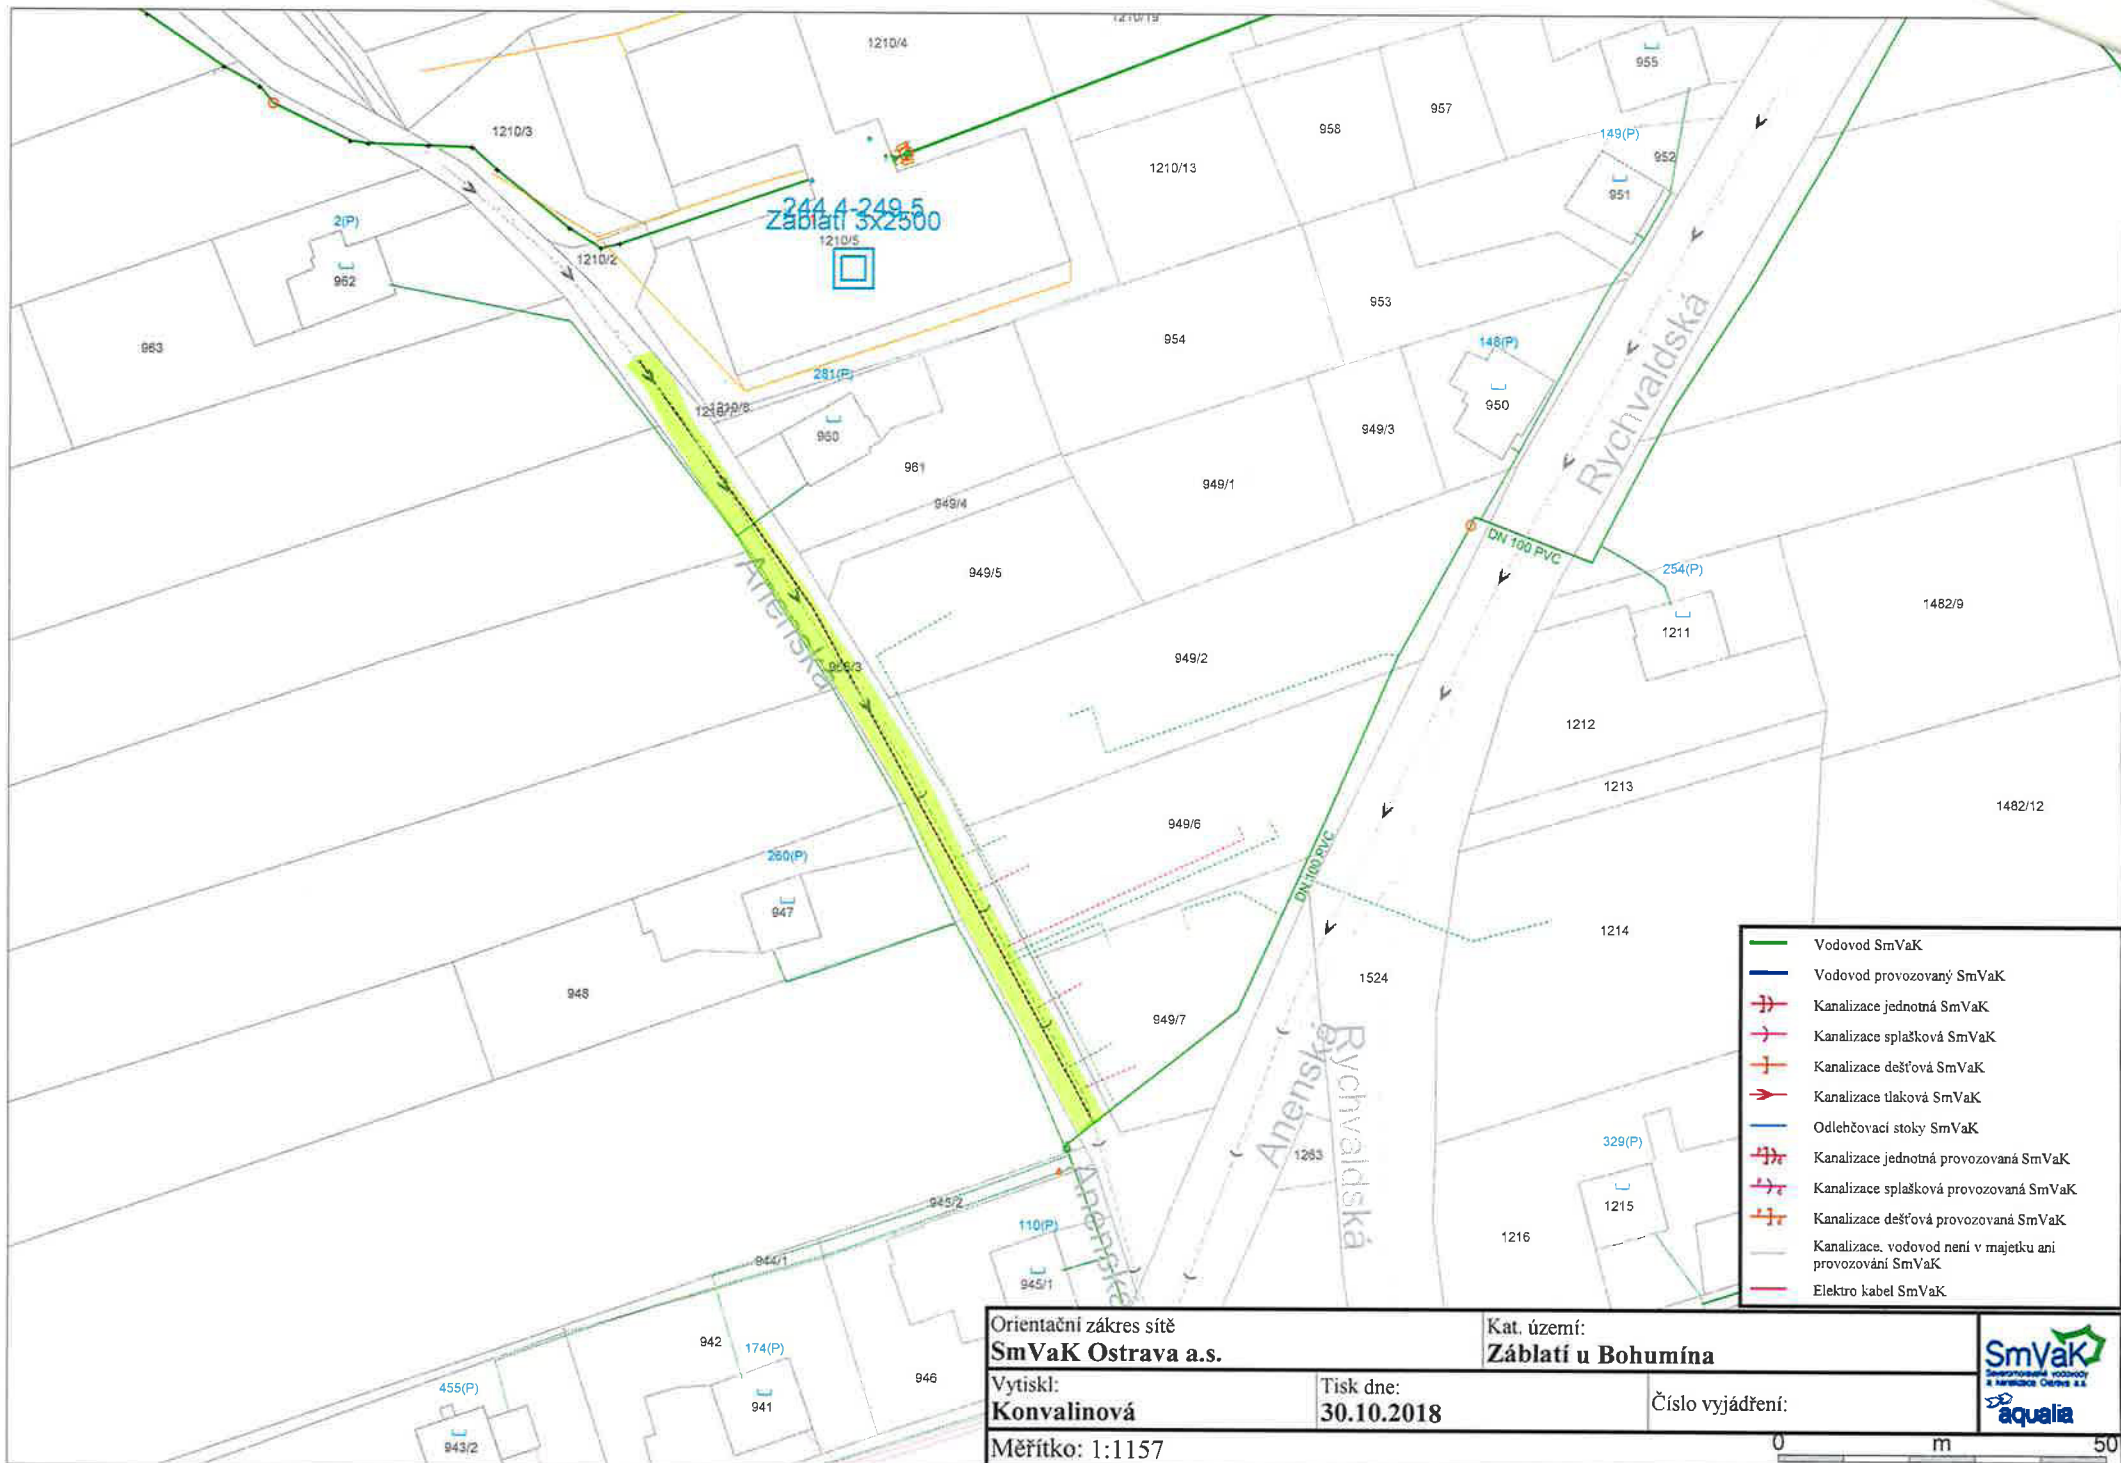 1210/19
1210/4
955
957
958
1210/3
149(P)
952
1210/13
951
2(P)
244,4-249,5
Záblatí 3x2500
1210/5
1210/2
962
953
963
954
148(P)
281(P)
950
960
949/3
961
949/1
949/4
Rychvaldská
DN 100 PVC
949/5
254(P)
1482/9
1211
Anenská
949/2
1212
1213
1482/12
949/6
DN 100 PVC
260(P)
947
1214
948
1524
949/7
Anenská
Rychvaldská
1263
329(P)
1215
945/2
Anenská
110(P)
1216
944/1
945/1
942
174(P)
946
455(P)
941
943/2
Vodovod SmVaK
Vodovod provozovaný SmVaK
Kanalizace jednotná SmVaK
Kanalizace splašková SmVaK
Kanalizace dešťová SmVaK
Kanalizace tlaková SmVaK
Odlehčovací stoky SmVaK
Kanalizace jednotná provozovaná SmVaK
Kanalizace splašková provozovaná SmVaK
Kanalizace dešťová provozovaná SmVaK
Kanalizace, vodovod není v majetku ani
provozování SmVaK
Elektro kabel SmVaK
Orientační zákres sítě
SmVaK Ostrava a.s.
Kat. území:
Záblatí u Bohumína
Vytiskl:
Konvalinová
Tisk dne:
30.10.2018
Číslo vyjádření:
Měřítko: 1:1157
SmVaK
Severomoravské vodovody
a kanalizace Ostrava a.s.
aqualia
0 m 50